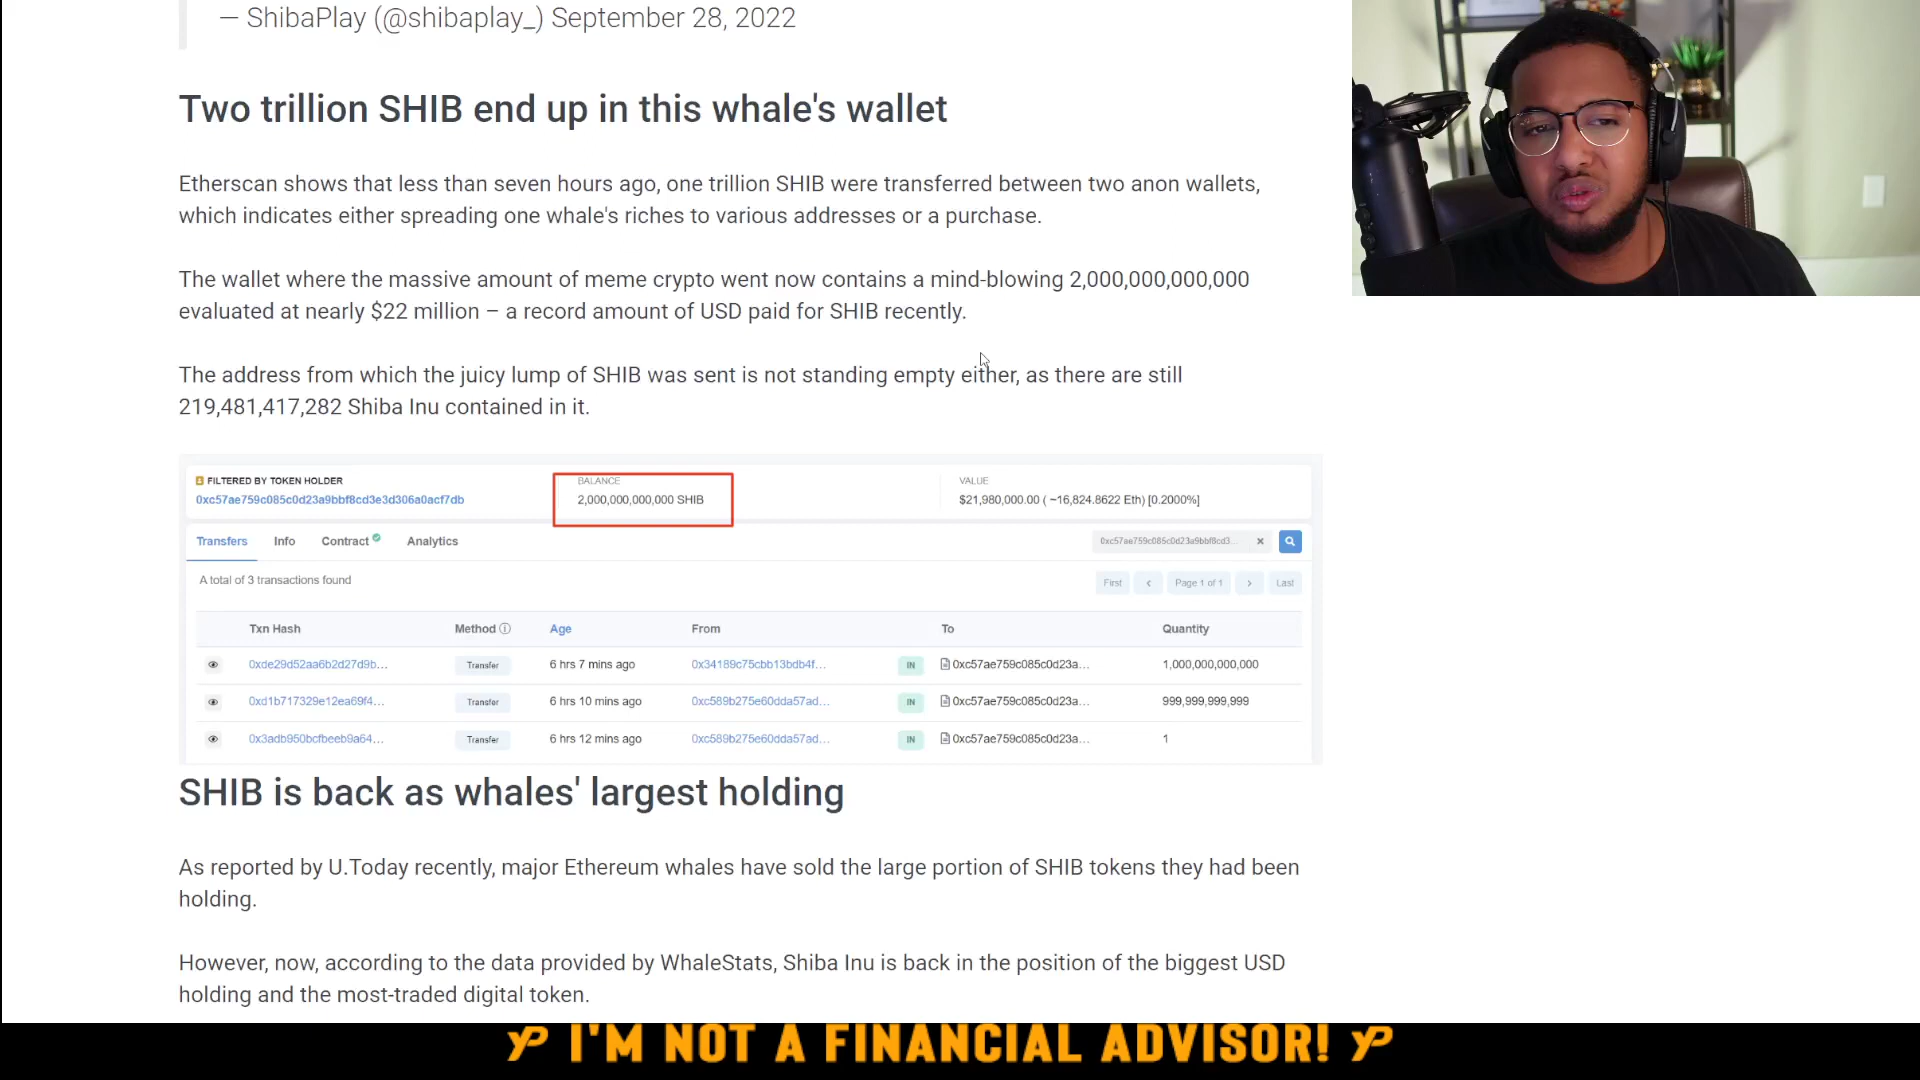 — ShibaPlay (@shibaplay_) September 28, 2022
Two trillion SHIB end up in this whale's wallet
Etherscan shows that less than seven hours ago, one trillion SHIB were transferred between two anon wallets,
which indicates either spreading one whale's riches to various addresses or a purchase.
The wallet where the massive amount of meme crypto went now contains a mind-blowing 2,000,000,000,000
evaluated at nearly $22 million – a record amount of USD paid for SHIB recently.
The address from which the juicy lump of SHIB was sent is not standing empty either, as there are still
219,481,417,282 Shiba Inu contained in it.
FILTERED BY TOKEN HOLDER BALANCE VALUE
0xc57ae759c085c0d23a9bbf8cd3e3d306a0acf7db 2,000,000,000,000 SHIB $21,980,000.00 ( ~16,824.8622 Eth) [0.2000%]
Transfers Info Contract Analytics 0xc57ae759c085c0d23a9bbf8cd3...
A total of 3 transactions found First Page 1 of 1 Last
Txn Hash Method Age From To Quantity
0xde29d52aa6b2d27d9b... Transfer 6 hrs 7 mins ago 0x34189c75cbb13bdb4f... IN 0xc57ae759c085c0d23a... 1,000,000,000,000
0xd1b717329e12ea69f4... Transfer 6 hrs 10 mins ago 0xc589b275e60dda57ad... IN 0xc57ae759c085c0d23a... 999,999,999,999
0x3adb950bcfbeeb9a64... Transfer 6 hrs 12 mins ago 0xc589b275e60dda57ad... IN 0xc57ae759c085c0d23a... 1
SHIB is back as whales' largest holding
As reported by U.Today recently, major Ethereum whales have sold the large portion of SHIB tokens they had been
holding.
However, now, according to the data provided by WhaleStats, Shiba Inu is back in the position of the biggest USD
holding and the most-traded digital token.
YP I'M NOT A FINANCIAL ADVISOR! YP